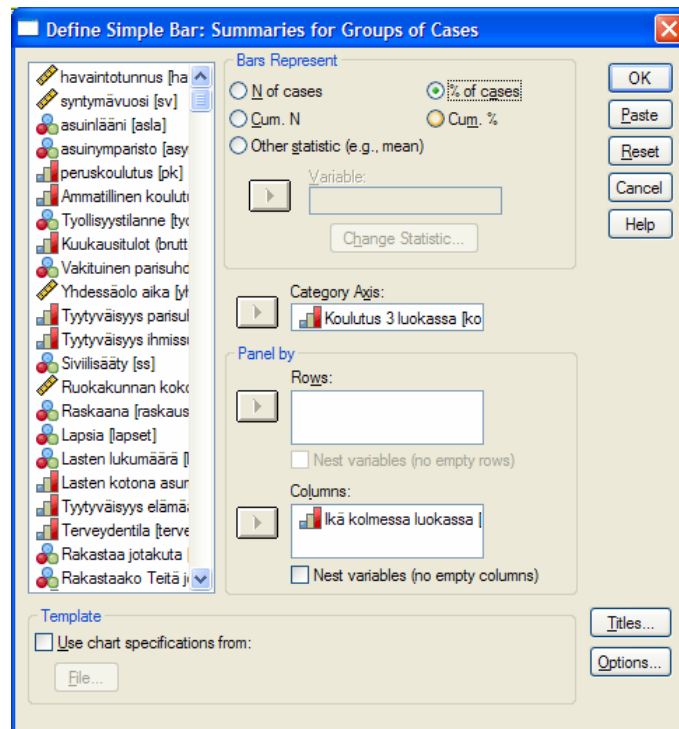 Define Simple Bar: Summaries for Groups of Cases
havaintotunnus [ha
syntymävuosi [sv]
asuinlääni [asla]
asuinymparisto [asy
peruskoulutus [pk]
Ammatillinen koulutu
Tyollisyystilanne [tyo
Kuukausitulot (brutt
Vakituinen parisuhd
Yhdessäolo aika [yh
Tyytyväisyys parisuh
Tyytyväisyys ihmissu
Siviilisääty [ss]
Ruokakunnan koko
Raskaana [raskaus
Lapsia [lapset]
Lasten lukumäärä [l
Lasten kotona asun
Tyytyväisyys elämä
Terveydentila [terve
Rakastaa jotakuta [
Rakastaako Teitä jo
Bars Represent
N of cases
% of cases
Cum. N
Cum. %
Other statistic (e.g., mean)
Variable:
Change Statistic...
Category Axis:
Koulutus 3 luokassa [ko
Panel by
Rows:
Nest variables (no empty rows)
Columns:
Ikä kolmessa luokassa [
Nest variables (no empty columns)
OK
Paste
Reset
Cancel
Help
Template
Use chart specifications from:
File...
Titles...
Options...